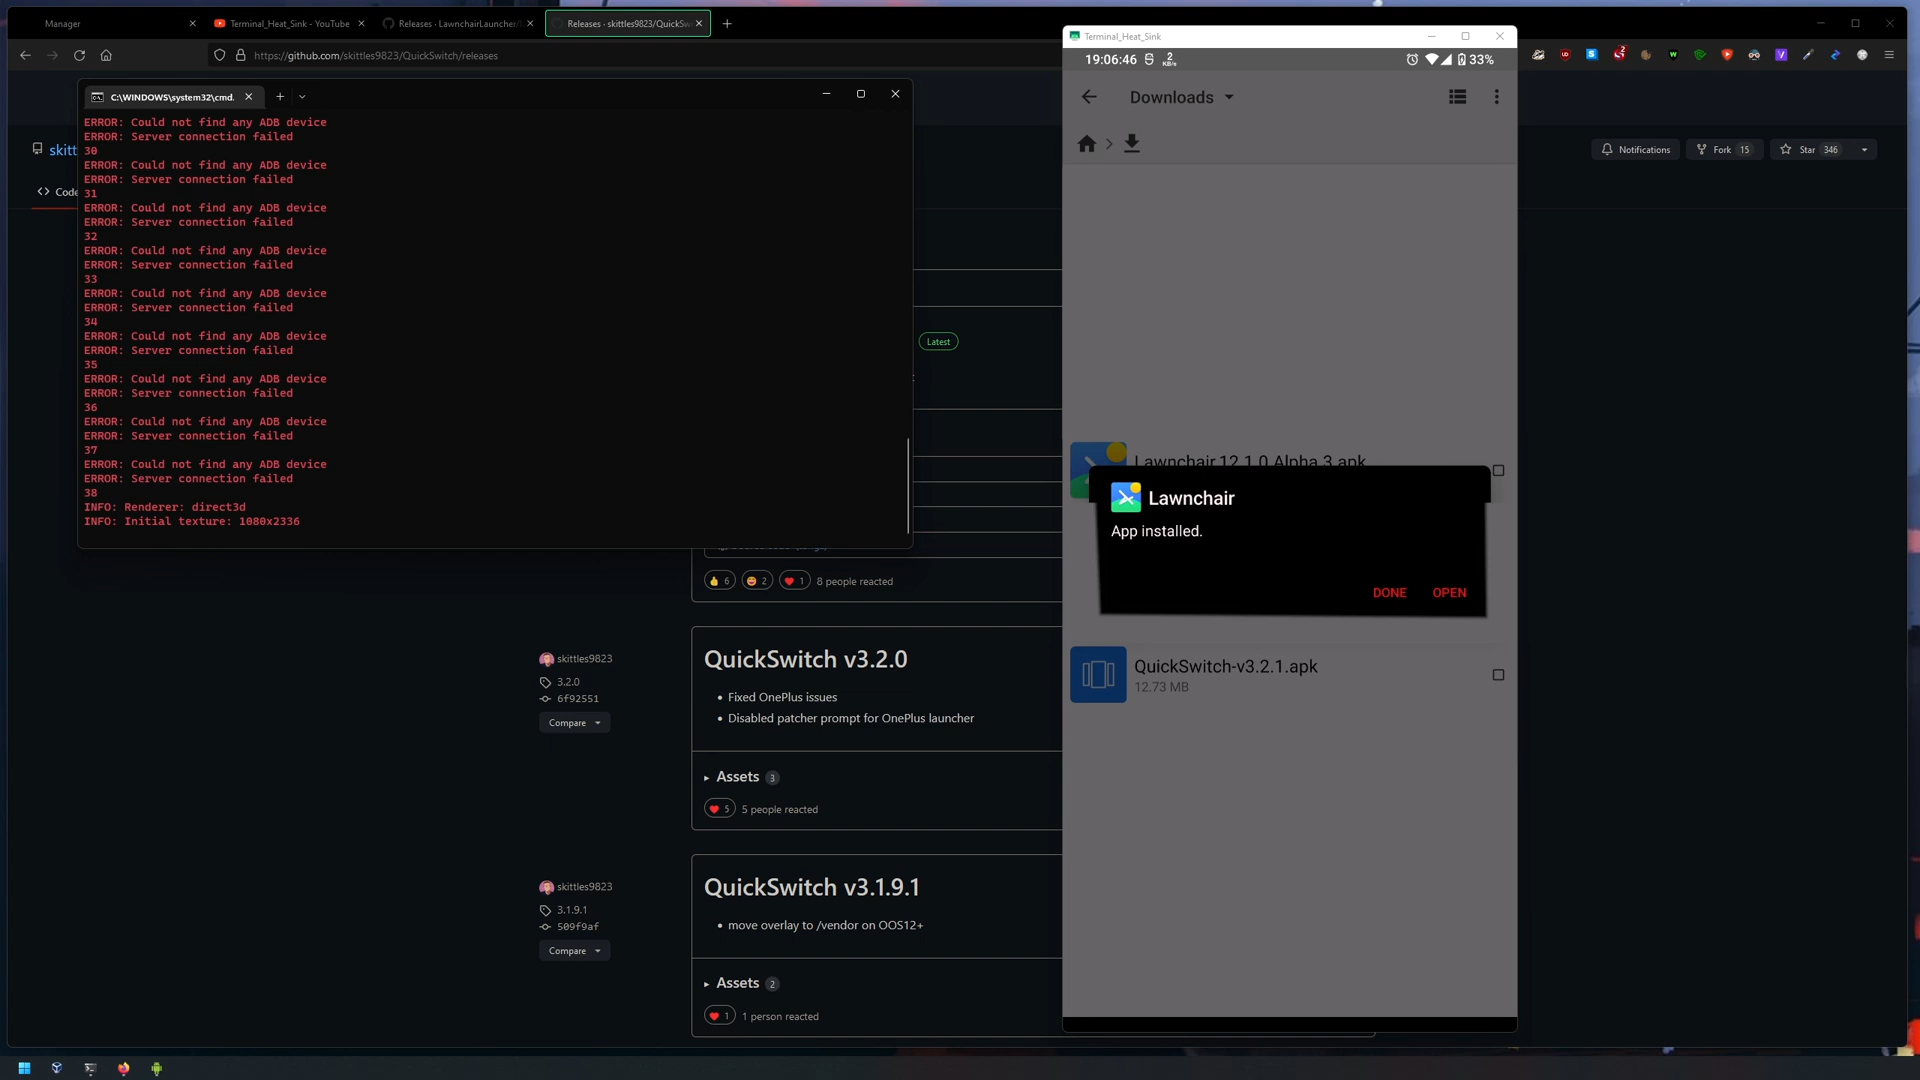 Manager
Terminal_Heat_Sink - YouTube
Releases · LawnchairLauncher/
Releases · skittles9823/QuickSw
https://github.com/skittles9823/QuickSwitch/releases
C:\WINDOWS\system32\cmd.
ERROR: Could not find any ADB device
ERROR: Server connection failed
30
ERROR: Could not find any ADB device
ERROR: Server connection failed
31
ERROR: Could not find any ADB device
ERROR: Server connection failed
32
ERROR: Could not find any ADB device
ERROR: Server connection failed
33
ERROR: Could not find any ADB device
ERROR: Server connection failed
34
ERROR: Could not find any ADB device
ERROR: Server connection failed
35
ERROR: Could not find any ADB device
ERROR: Server connection failed
36
ERROR: Could not find any ADB device
ERROR: Server connection failed
37
ERROR: Could not find any ADB device
ERROR: Server connection failed
38
INFO: Renderer: direct3d
INFO: Initial texture: 1080x2336
skitt
Code
Notifications
Fork 15
Star 346
Latest
6
2
1
8 people reacted
skittles9823
3.2.0
6f92551
Compare
QuickSwitch v3.2.0
• Fixed OnePlus issues
• Disabled patcher prompt for OnePlus launcher
Assets 3
5
5 people reacted
skittles9823
3.1.9.1
509f9af
Compare
QuickSwitch v3.1.9.1
• move overlay to /vendor on OOS12+
Assets 2
1
1 person reacted
Terminal_Heat_Sink
19:06:46
2 KB/s
33%
Downloads
Lawnchair 12.1.0 Alpha 3.apk
Lawnchair
App installed.
DONE
OPEN
QuickSwitch-v3.2.1.apk
12.73 MB